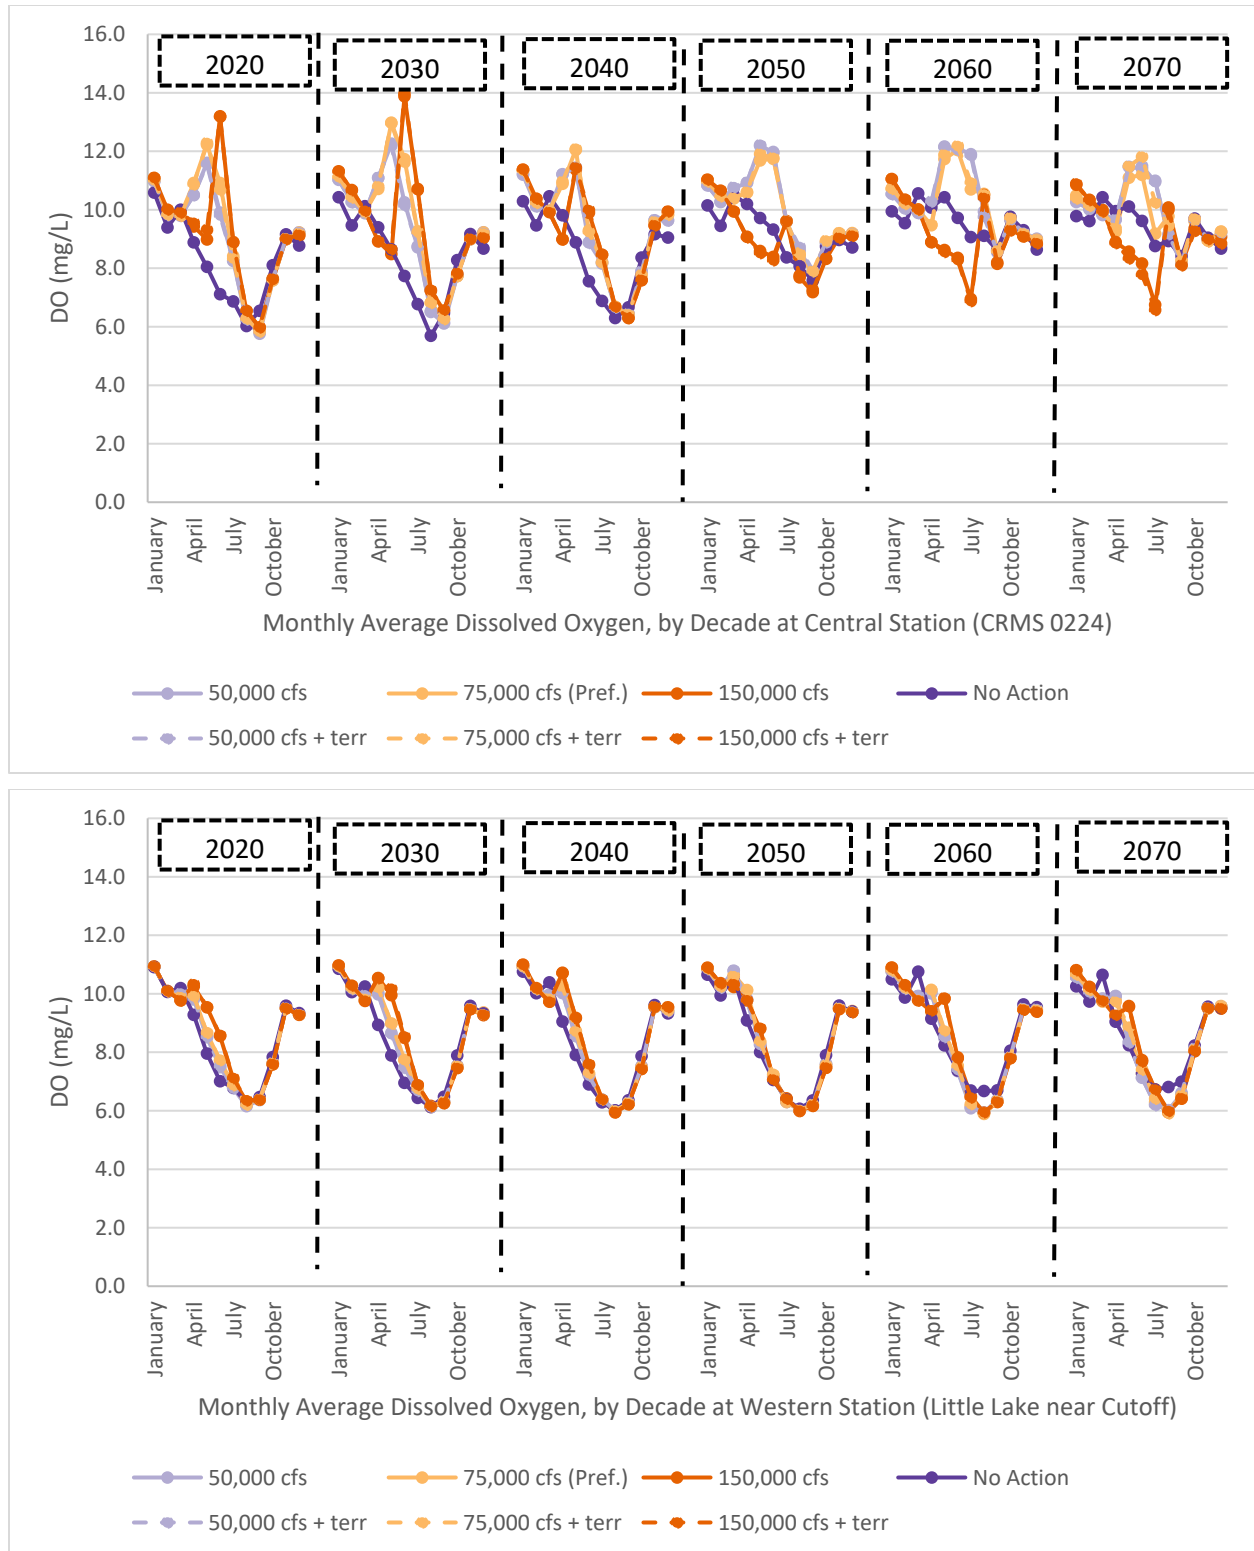 16.0
14.0
12.0
10.0
8.0
6.0
4.0
2.0
0.0
DO (mg/L)
2020
2030
2040
2050
2060
2070
January
April
July
October
January
April
July
October
January
April
July
October
January
April
July
October
January
April
July
October
January
April
July
October
Monthly Average Dissolved Oxygen, by Decade at Central Station (CRMS 0224)
50,000 cfs
75,000 cfs (Pref.)
150,000 cfs
No Action
50,000 cfs + terr
75,000 cfs + terr
150,000 cfs + terr
16.0
14.0
12.0
10.0
8.0
6.0
4.0
2.0
0.0
DO (mg/L)
2020
2030
2040
2050
2060
2070
January
April
July
October
January
April
July
October
January
April
July
October
January
April
July
October
January
April
July
October
January
April
July
October
Monthly Average Dissolved Oxygen, by Decade at Western Station (Little Lake near Cutoff)
50,000 cfs
75,000 cfs (Pref.)
150,000 cfs
No Action
50,000 cfs + terr
75,000 cfs + terr
150,000 cfs + terr